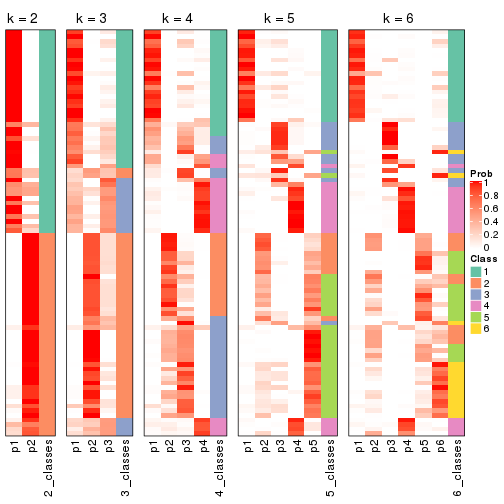 k = 2
k = 3
k = 4
k = 5
k = 6
Prob
1
0.8
0.6
0.4
0.2
0
Class
1
2
3
4
5
6
p1
p2
2_classes
p1
p2
p3
3_classes
p1
p2
p3
p4
4_classes
p1
p2
p3
p4
p5
5_classes
p1
p2
p3
p4
p5
p6
6_classes